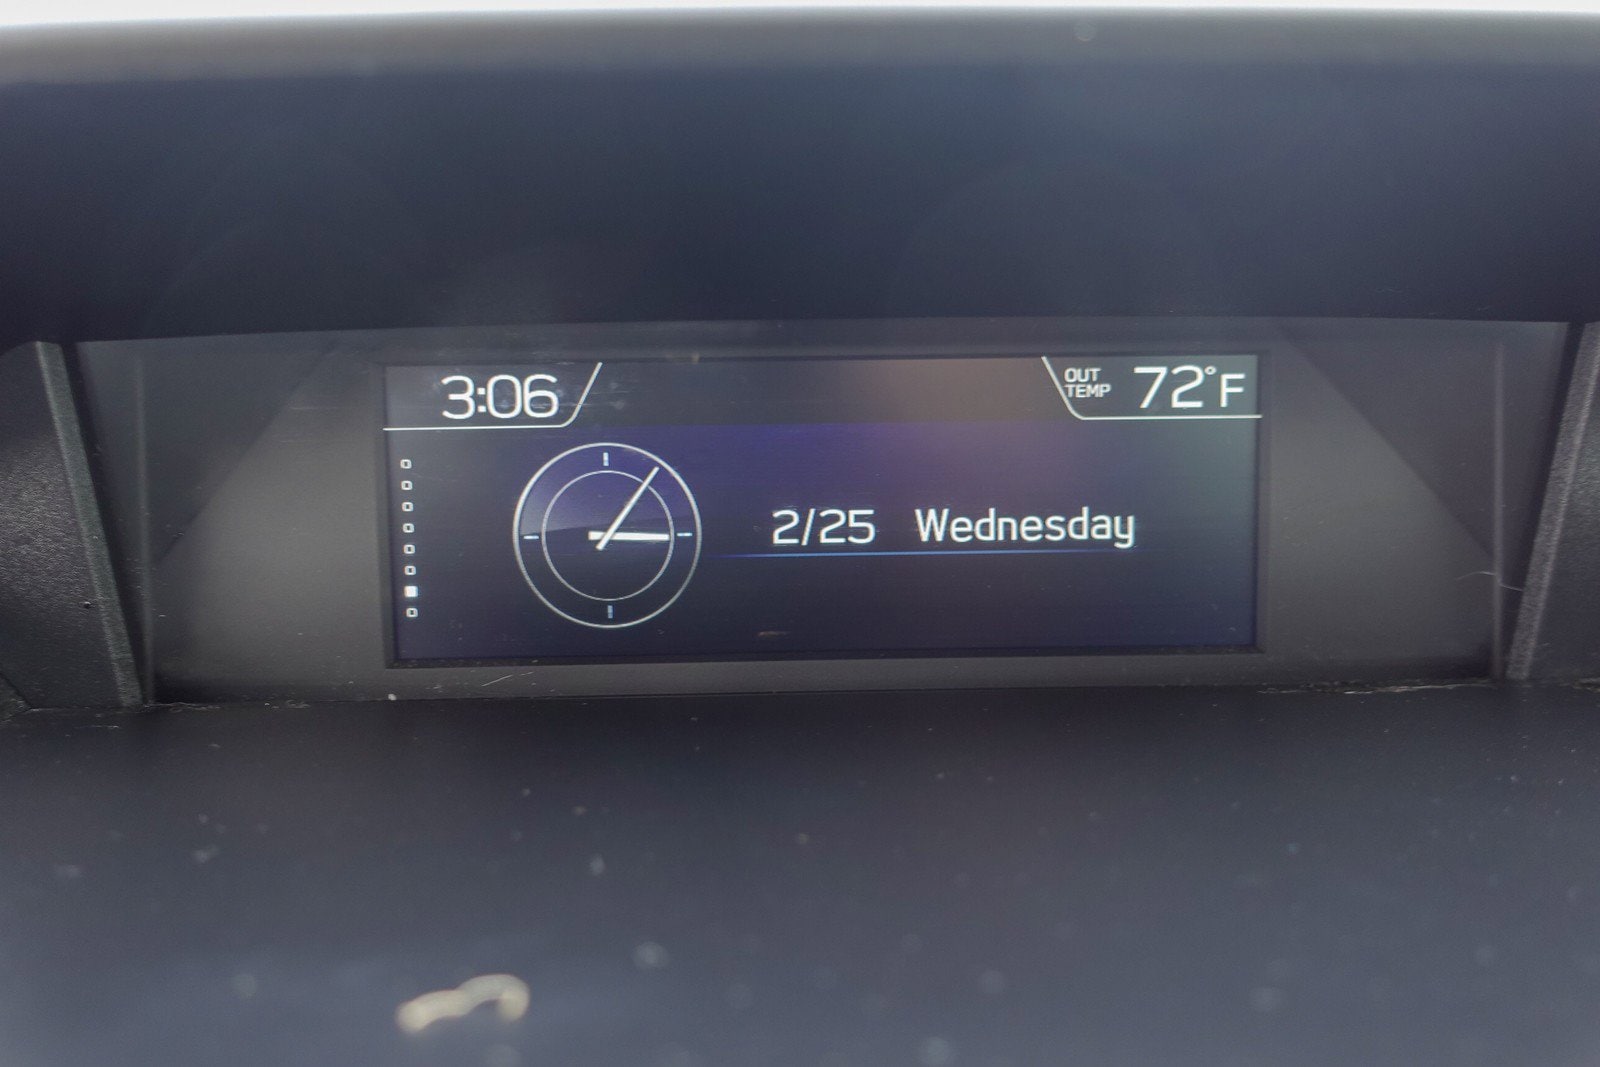 3:06
OUT TEMP 72°F
2/25 Wednesday